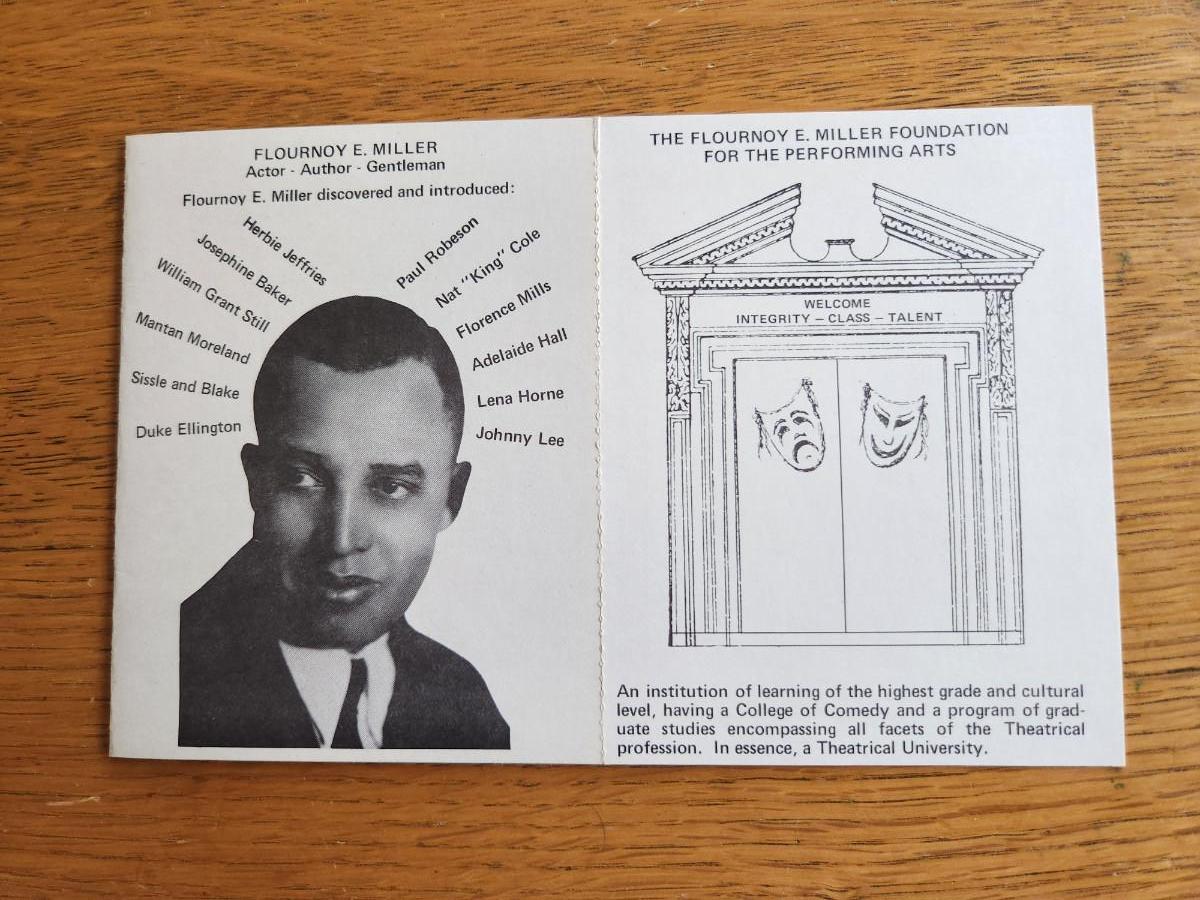 FLOURNOY E. MILLER
Actor - Author - Gentleman
Flournoy E. Miller discovered and introduced:
Herbie Jeffries
Josephine Baker
William Grant Still
Mantan Moreland
Sissle and Blake
Duke Ellington
Paul Robeson
Nat "King" Cole
Florence Mills
Adelaide Hall
Lena Horne
Johnny Lee
THE FLOURNOY E. MILLER FOUNDATION
FOR THE PERFORMING ARTS
WELCOME
INTEGRITY – CLASS – TALENT
An institution of learning of the highest grade and cultural
level, having a College of Comedy and a program of grad-
uate studies encompassing all facets of the Theatrical
profession. In essence, a Theatrical University.